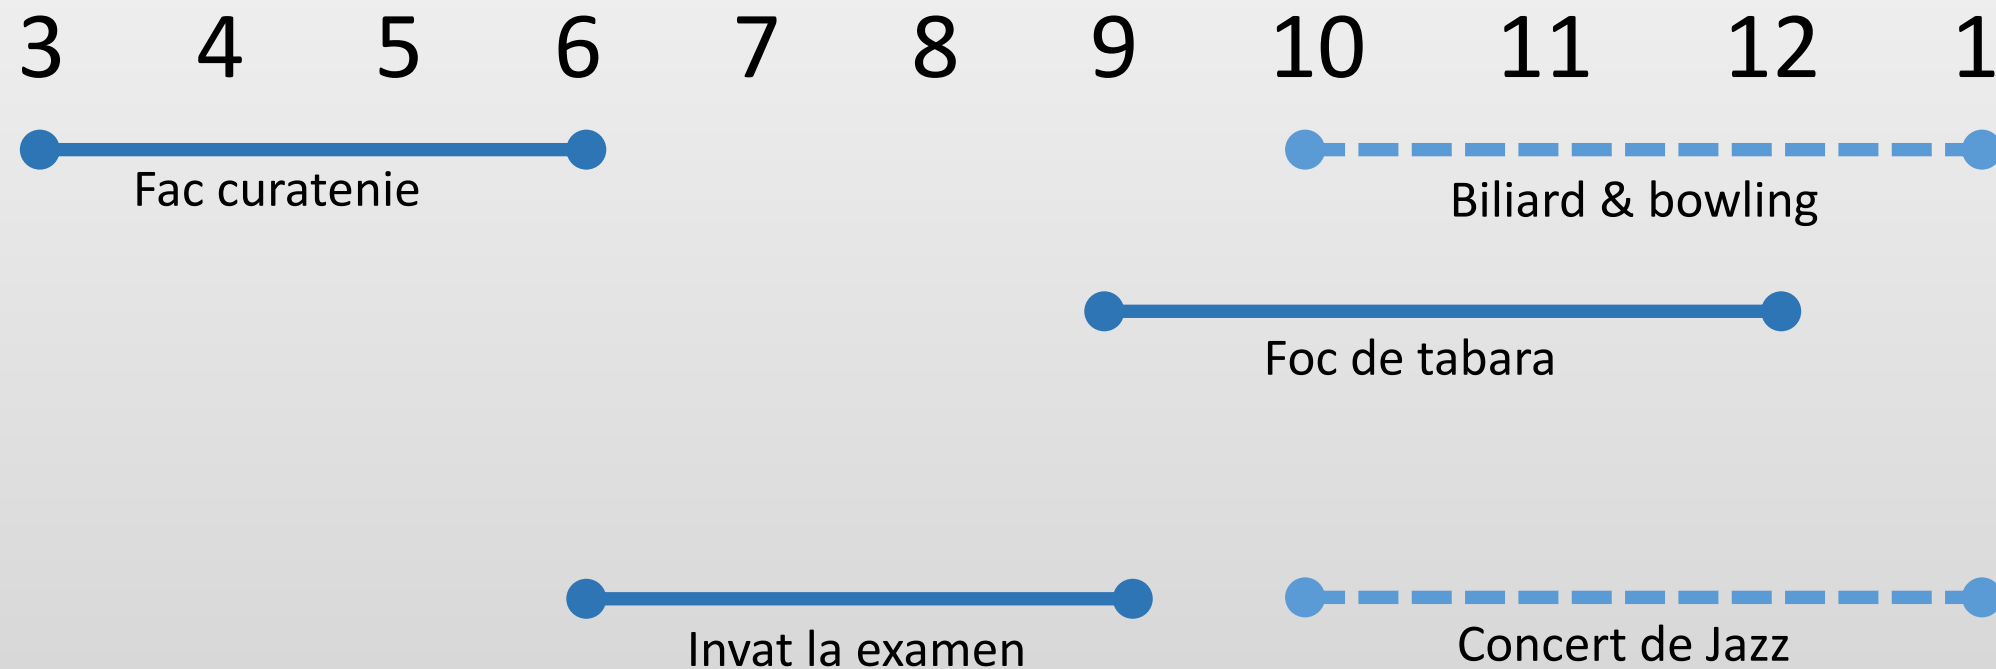 3 4 5 6 7 8 9 10 11 12 1
Fac curatenie
Biliard & bowling
Foc de tabara
Invat la examen
Concert de Jazz